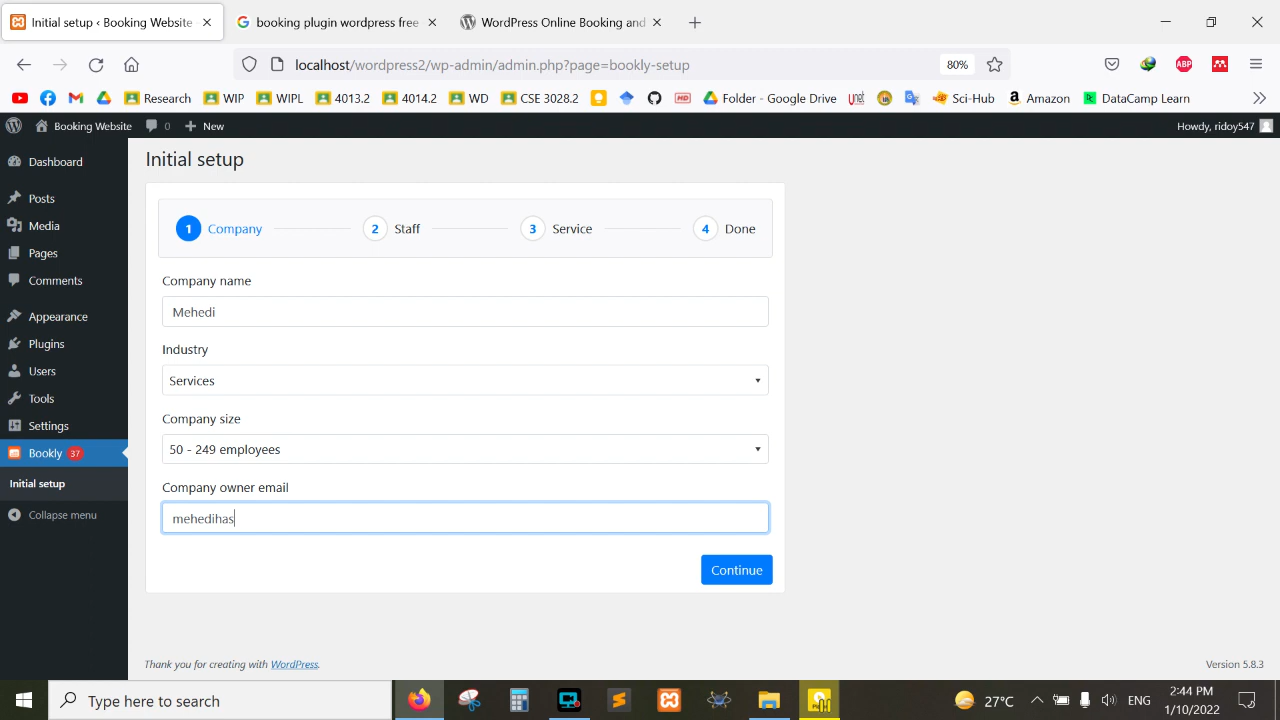 Initial setup ‹ Booking Website
booking plugin wordpress free
WordPress Online Booking and
localhost/wordpress2/wp-admin/admin.php?page=bookly-setup
80%
ABP
Research
WIP
WIPL
4013.2
4014.2
WD
CSE 3028.2
Folder - Google Drive
Sci-Hub
Amazon
DataCamp Learn
Booking Website
0
New
Howdy, ridoy547
Dashboard
Posts
Media
Pages
Comments
Appearance
Plugins
Users
Tools
Settings
Bookly 37
Initial setup
Collapse menu
Initial setup
1 Company
2 Staff
3 Service
4 Done
Company name
Mehedi
Industry
Services
Company size
50 - 249 employees
Company owner email
mehedihas
Continue
Thank you for creating with WordPress.
Version 5.8.3
Type here to search
27°C
ENG
2:44 PM
1/10/2022